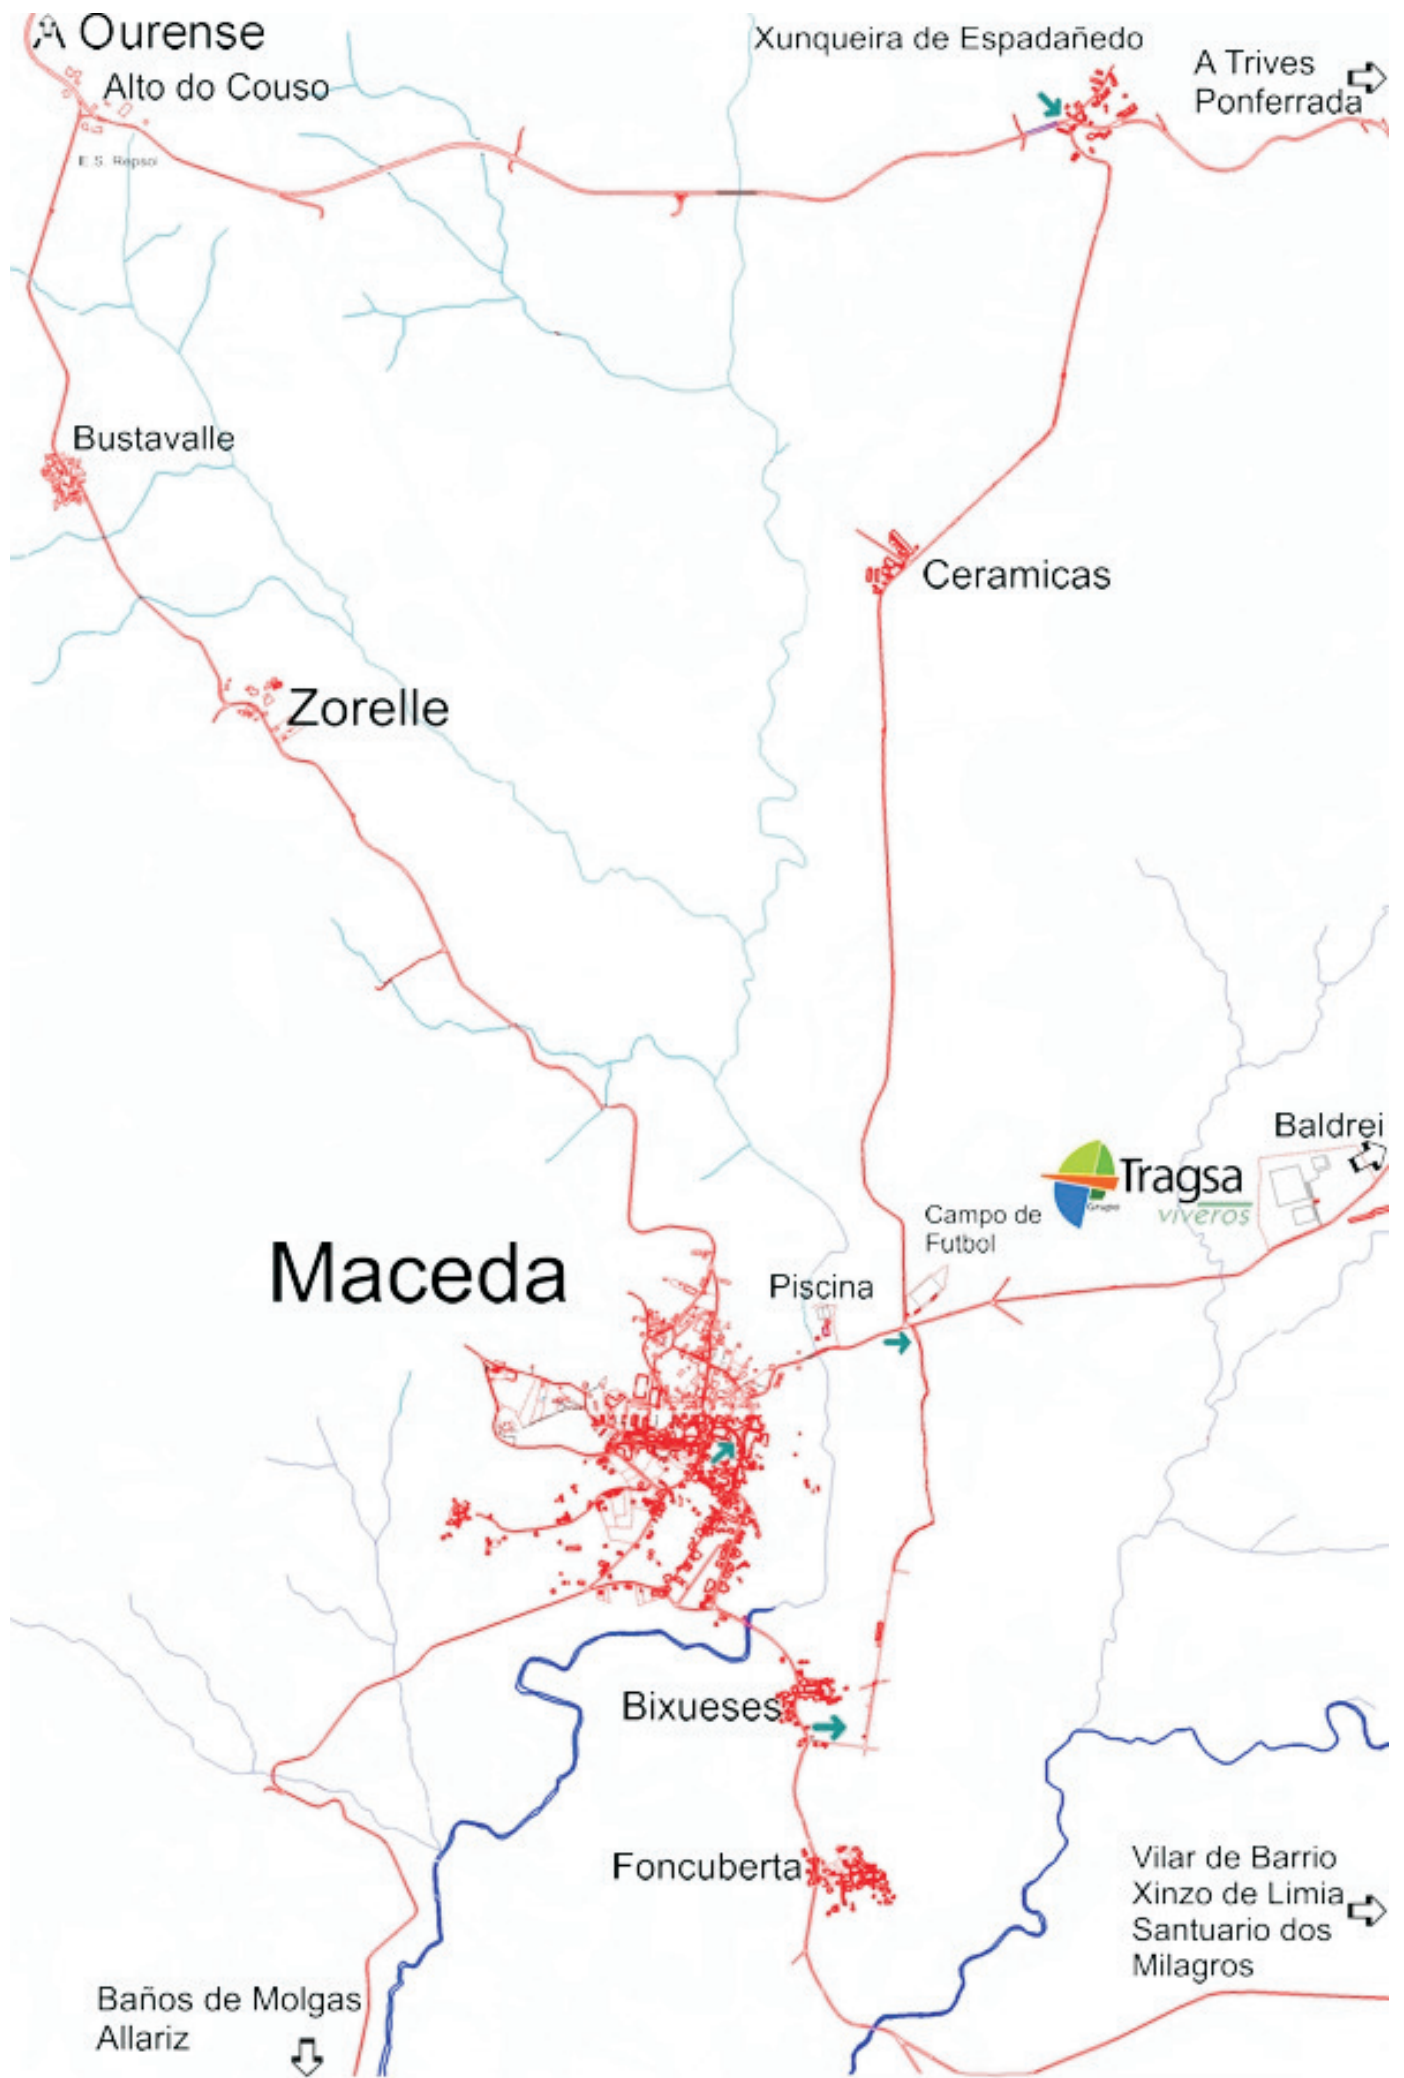 Ourense
Xunqueira de Espadañedo
Alto do Couso
A Trives
Ponferrada
E.S. Repsol
Bustavalle
Ceramicas
Zorelle
Baldrei
Tragsa
Grupo
viveros
Campo de
Futbol
Maceda
Piscina
Bixueses
Foncuberta
Vilar de Barrio
Xinzo de Limia
Santuario dos
Milagros
Baños de Molgas
Allariz